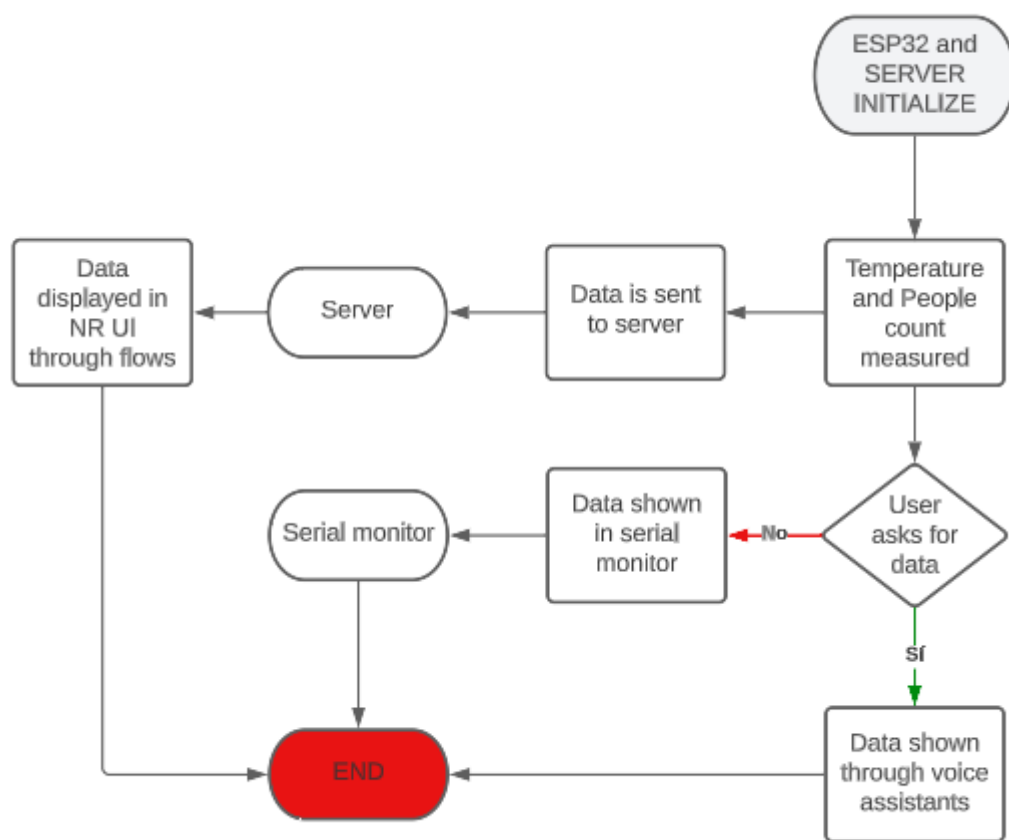 ESP32 and
SERVER
INITIALIZE
Data
displayed in
NR UI
through flows
Server
Data is sent
to server
Temperature
and People
count
measured
Serial monitor
Data shown
in serial
monitor
No
User
asks for
data
Sí
END
Data shown
through voice
assistants